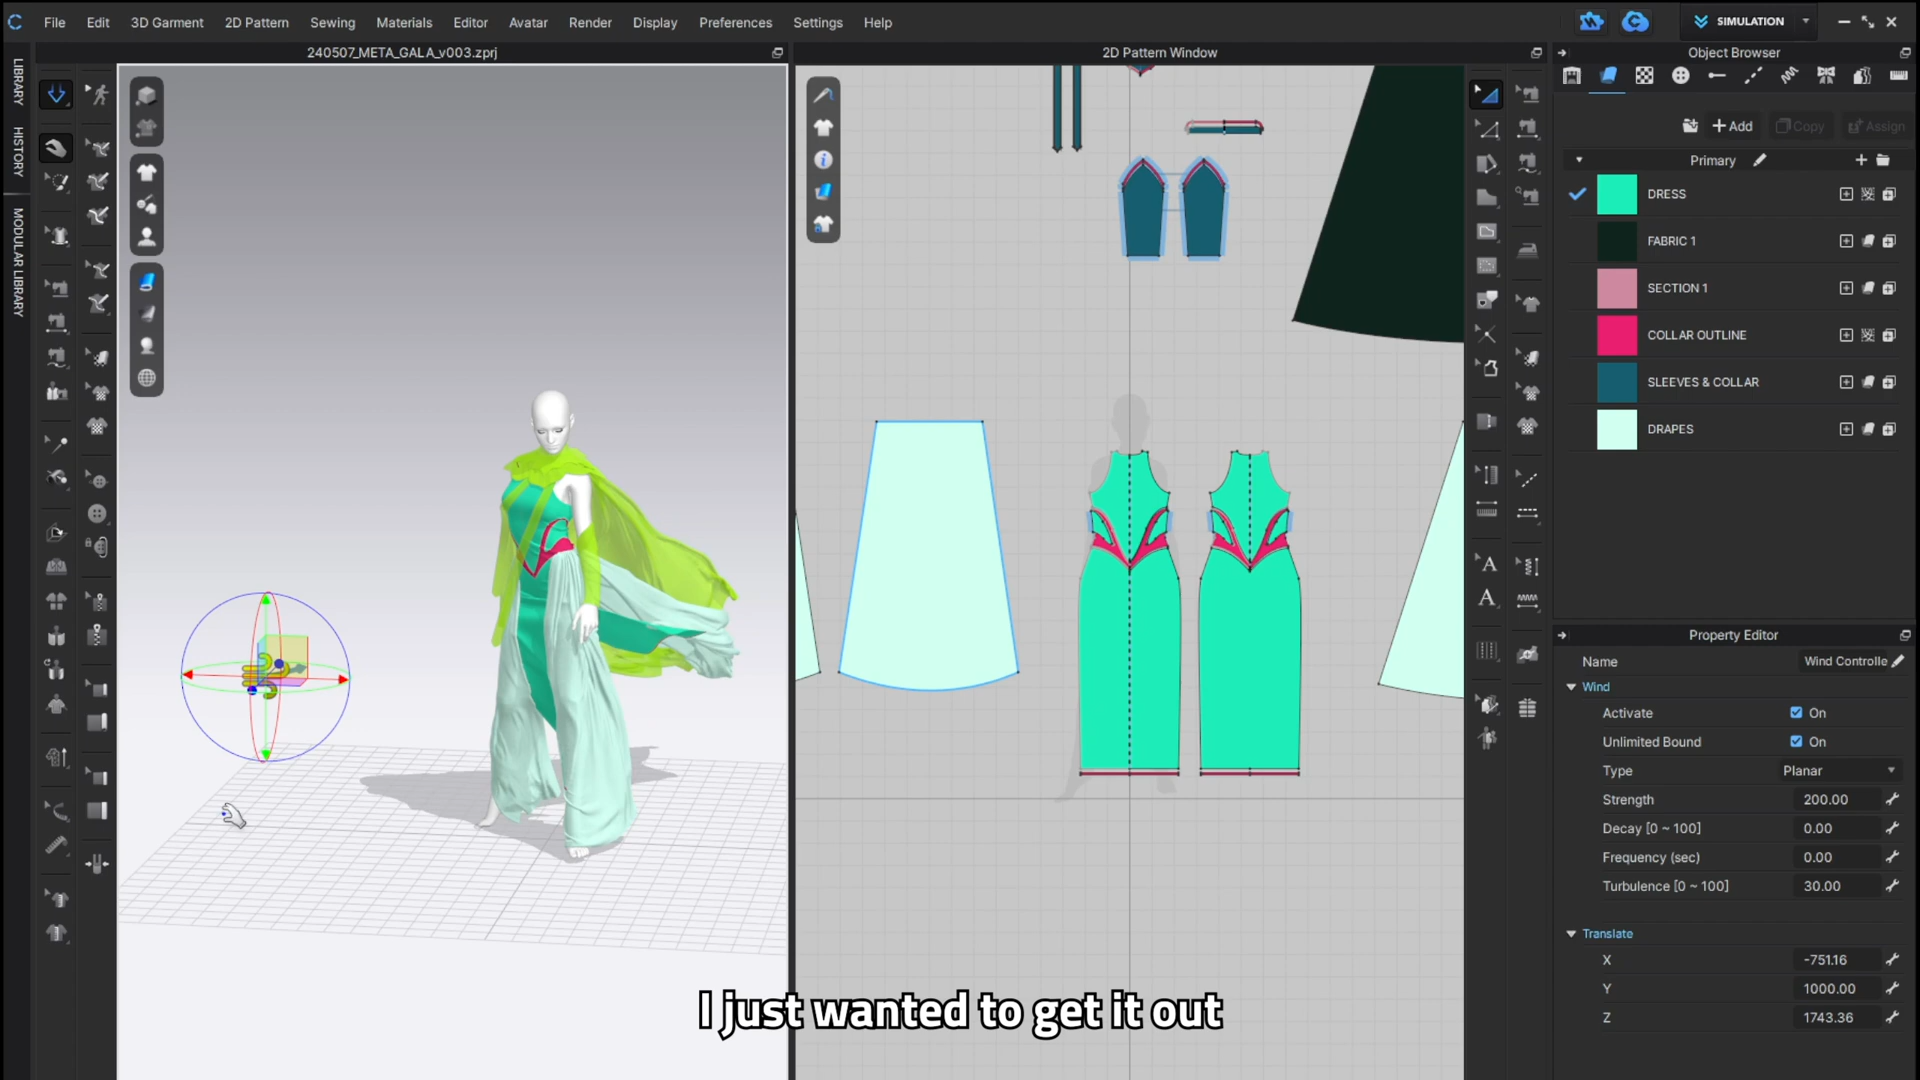 File Edit 3D Garment 2D Pattern Sewing Materials Editor Avatar Render Display Preferences Settings Help
SIMULATION
LIBRARY
HISTORY
MODULAR LIBRARY
240507_META_GALA_v003.zprj
2D Pattern Window
Object Browser
+ Add Copy Assign
Primary
DRESS
FABRIC 1
SECTION 1
COLLAR OUTLINE
SLEEVES & COLLAR
DRAPES
Property Editor
Name Wind Controlle
Wind
Activate On
Unlimited Bound On
Type Planar
Strength 200.00
Decay [0 ~ 100] 0.00
Frequency (sec) 0.00
Turbulence [0 ~ 100] 30.00
Translate
X -751.16
Y 1000.00
Z 1743.36
I just wanted to get it out